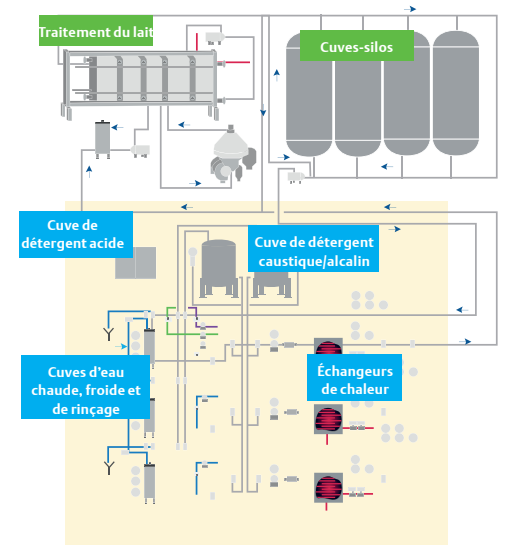 Traitement du lait
Cuves-silos
Cuve de
détergent acide
Cuve de détergent
caustique/alcalin
Cuves d’eau
chaude, froide et
de rinçage
Échangeurs
de chaleur